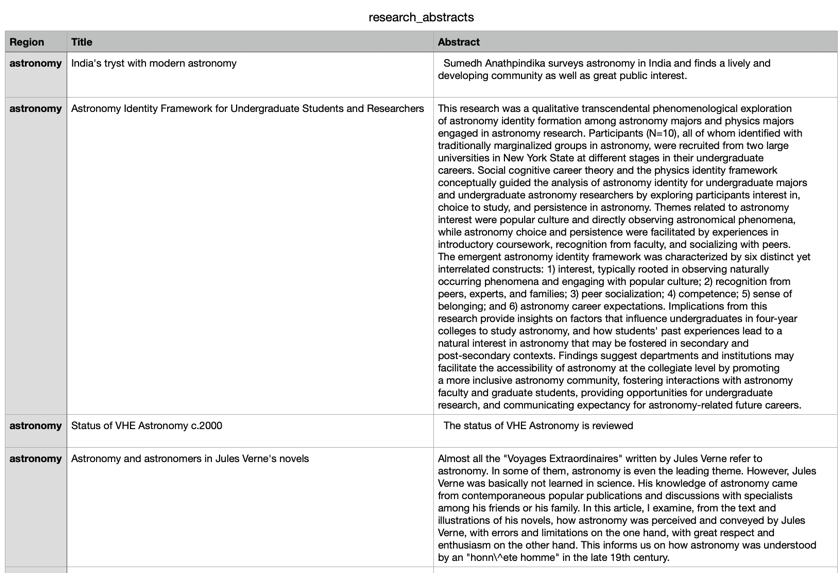 research_abstracts
Region Title Abstract
astronomy India's tryst with modern astronomy Sumedh Anathpindika surveys astronomy in India and finds a lively and
developing community as well as great public interest.
astronomy Astronomy Identity Framework for Undergraduate Students and Researchers This research was a qualitative transcendental phenomenological exploration
of astronomy identity formation among astronomy majors and physics majors
engaged in astronomy research. Participants (N=10), all of whom identified with
traditionally marginalized groups in astronomy, were recruited from two large
universities in New York State at different stages in their undergraduate
careers. Social cognitive career theory and the physics identity framework
conceptually guided the analysis of astronomy identity for undergraduate majors
and undergraduate astronomy researchers by exploring participants interest in,
choice to study, and persistence in astronomy. Themes related to astronomy
interest were popular culture and directly observing astronomical phenomena,
while astronomy choice and persistence were facilitated by experiences in
introductory coursework, recognition from faculty, and socializing with peers.
The emergent astronomy identity framework was characterized by six distinct yet
interrelated constructs: 1) interest, typically rooted in observing naturally
occurring phenomena and engaging with popular culture; 2) recognition from
peers, experts, and families; 3) peer socialization; 4) competence; 5) sense of
belonging; and 6) astronomy career expectations. Implications from this
research provide insights on factors that influence undergraduates in four-year
colleges to study astronomy, and how students' past experiences lead to a
natural interest in astronomy that may be fostered in secondary and
post-secondary contexts. Findings suggest departments and institutions may
facilitate the accessibility of astronomy at the collegiate level by promoting
a more inclusive astronomy community, fostering interactions with astronomy
faculty and graduate students, providing opportunities for undergraduate
research, and communicating expectancy for astronomy-related future careers.
astronomy Status of VHE Astronomy c.2000 The status of VHE Astronomy is reviewed
astronomy Astronomy and astronomers in Jules Verne's novels Almost all the "Voyages Extraordinaires" written by Jules Verne refer to
astronomy. In some of them, astronomy is even the leading theme. However, Jules
Verne was basically not learned in science. His knowledge of astronomy came
from contemporaneous popular publications and discussions with specialists
among his friends or his family. In this article, I examine, from the text and
illustrations of his novels, how astronomy was perceived and conveyed by Jules
Verne, with errors and limitations on the one hand, with great respect and
enthusiasm on the other hand. This informs us on how astronomy was understood
by an "honn\^ete homme" in the late 19th century.